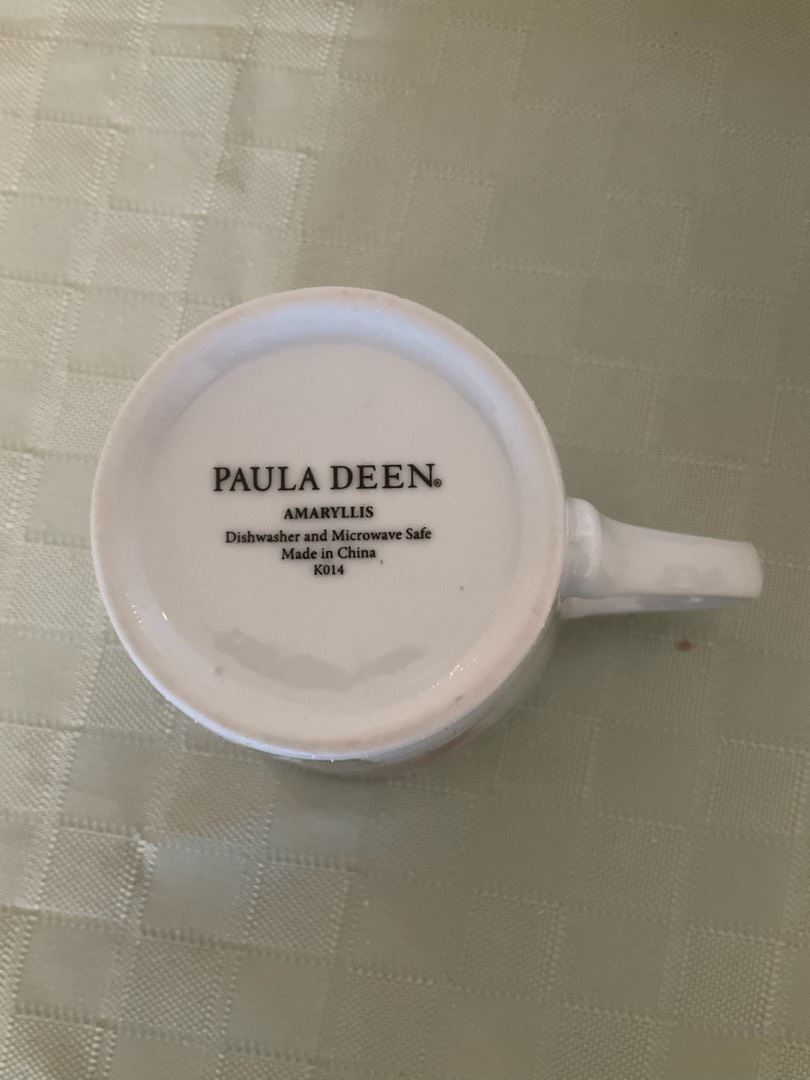 PAULA DEEN®
AMARYLLIS
Dishwasher and Microwave Safe
Made in China
K014